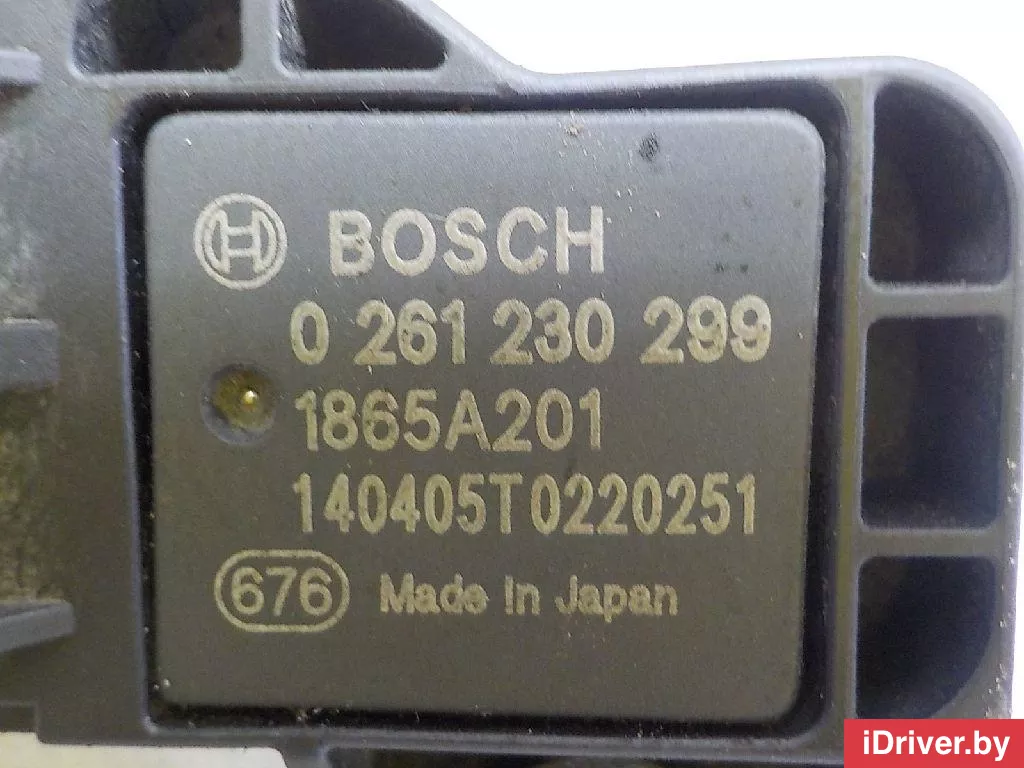 BOSCH
0 261 230 299
1865A201
140405T0220251
676 Made in Japan
iDriver.by